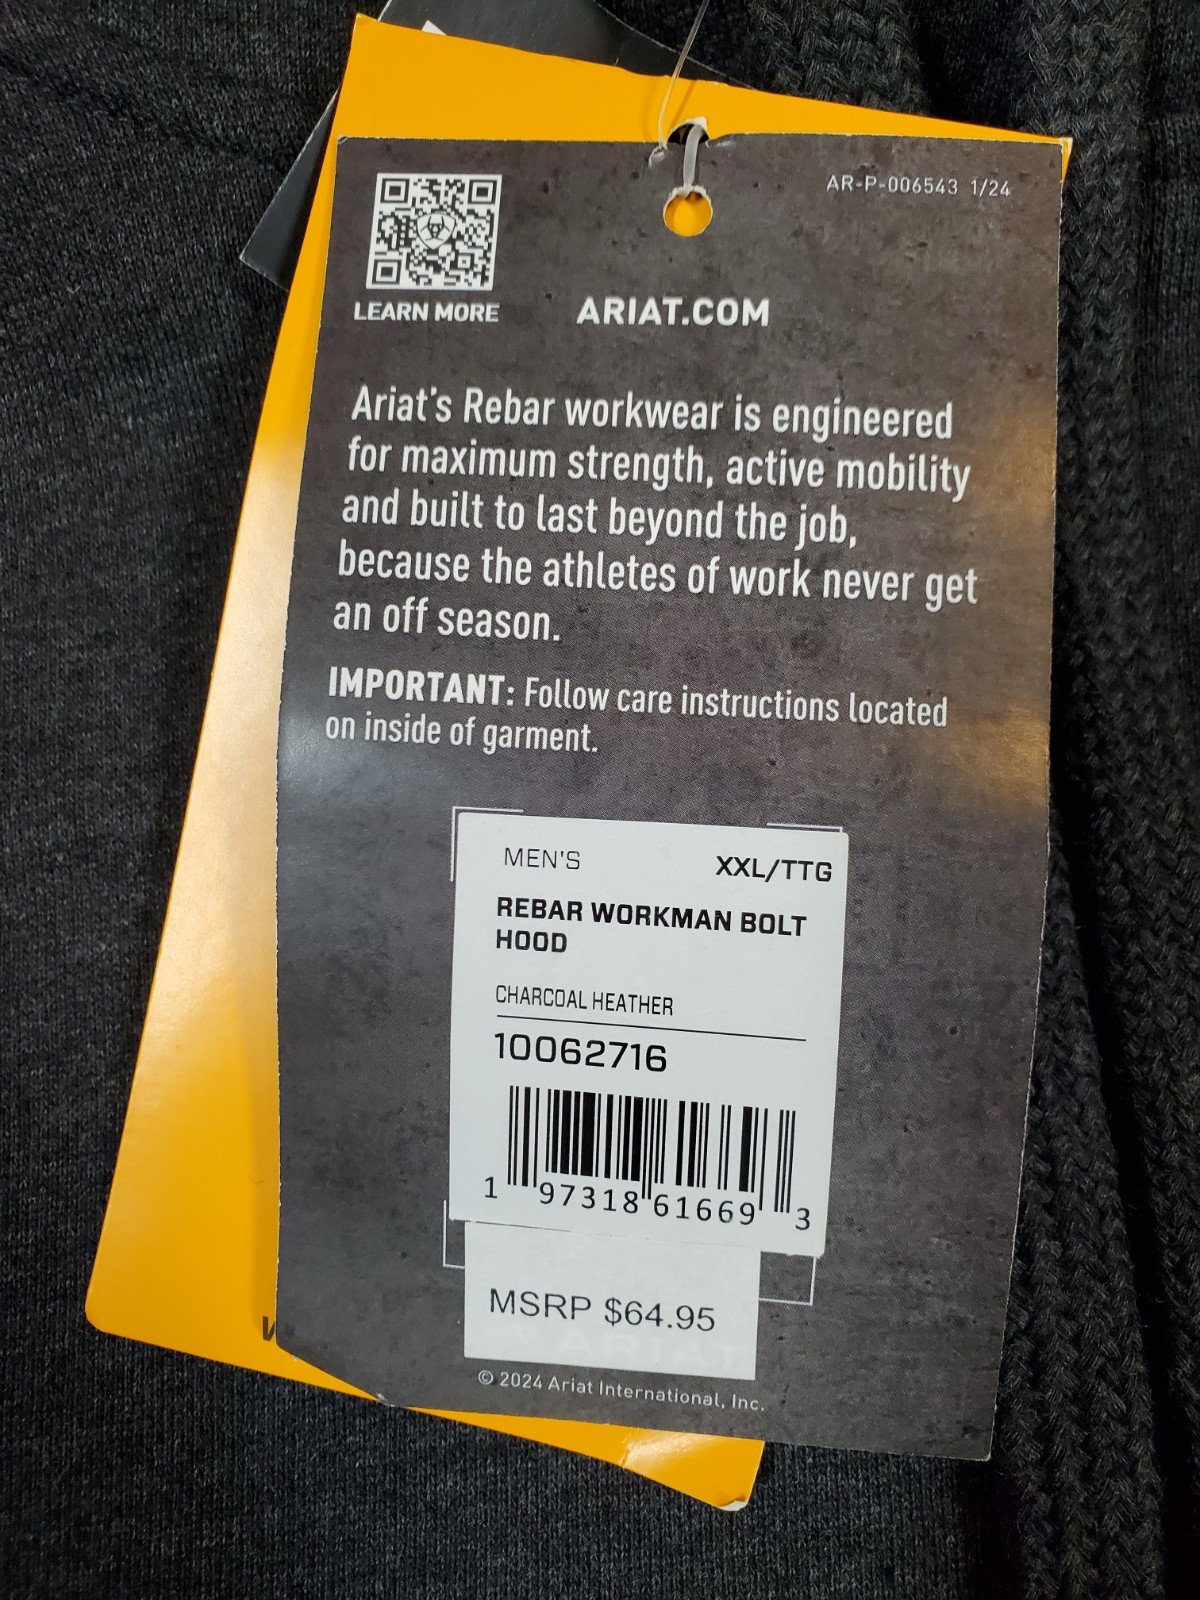 AR-P-006543 1/24
LEARN MORE
ARIAT.COM
Ariat's Rebar workwear is engineered
for maximum strength, active mobility
and built to last beyond the job,
because the athletes of work never get
an off season.
IMPORTANT: Follow care instructions located
on inside of garment.
MEN'S XXL/TTG
REBAR WORKMAN BOLT
HOOD
CHARCOAL HEATHER
10062716
1 97318 61669 3
MSRP $64.95
ARIAT
© 2024 Ariat International, Inc.